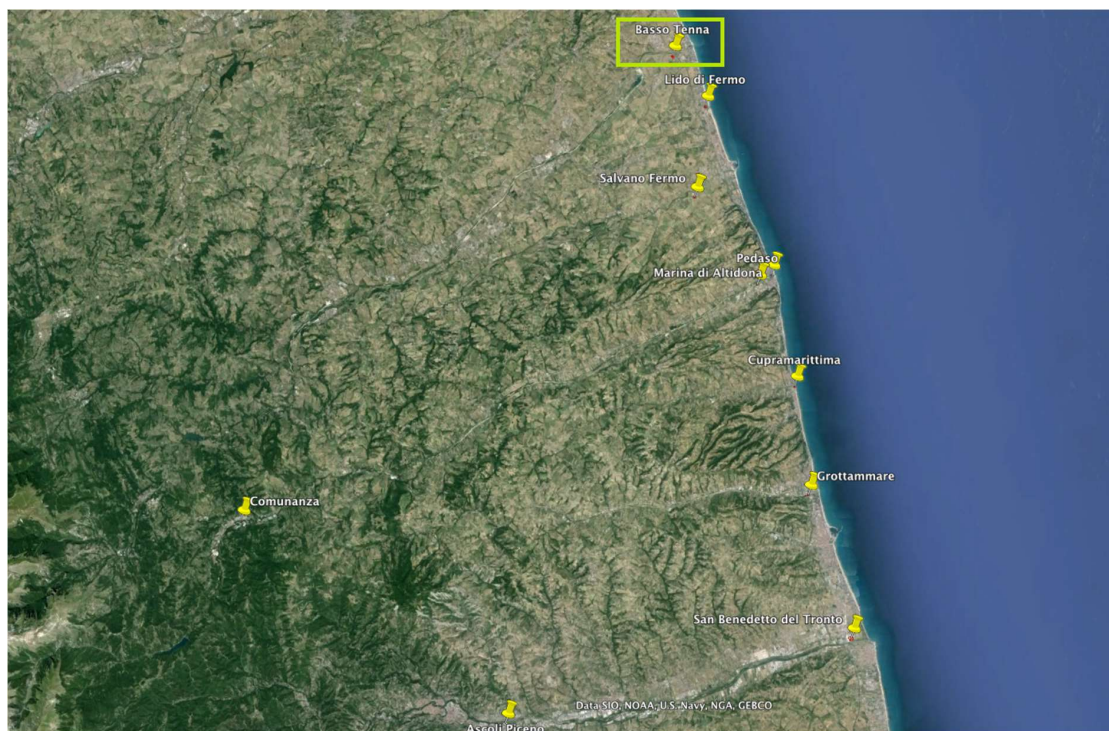 Basso Tenna
Lido di Fermo
Salvano Fermo
Pedaso
Marina di Altidona
Cupramarittima
Grottammare
Comunanza
San Benedetto del Tronto
Data SIO, NOAA, U.S. Navy, NGA, GEBCO
Ascoli Piceno